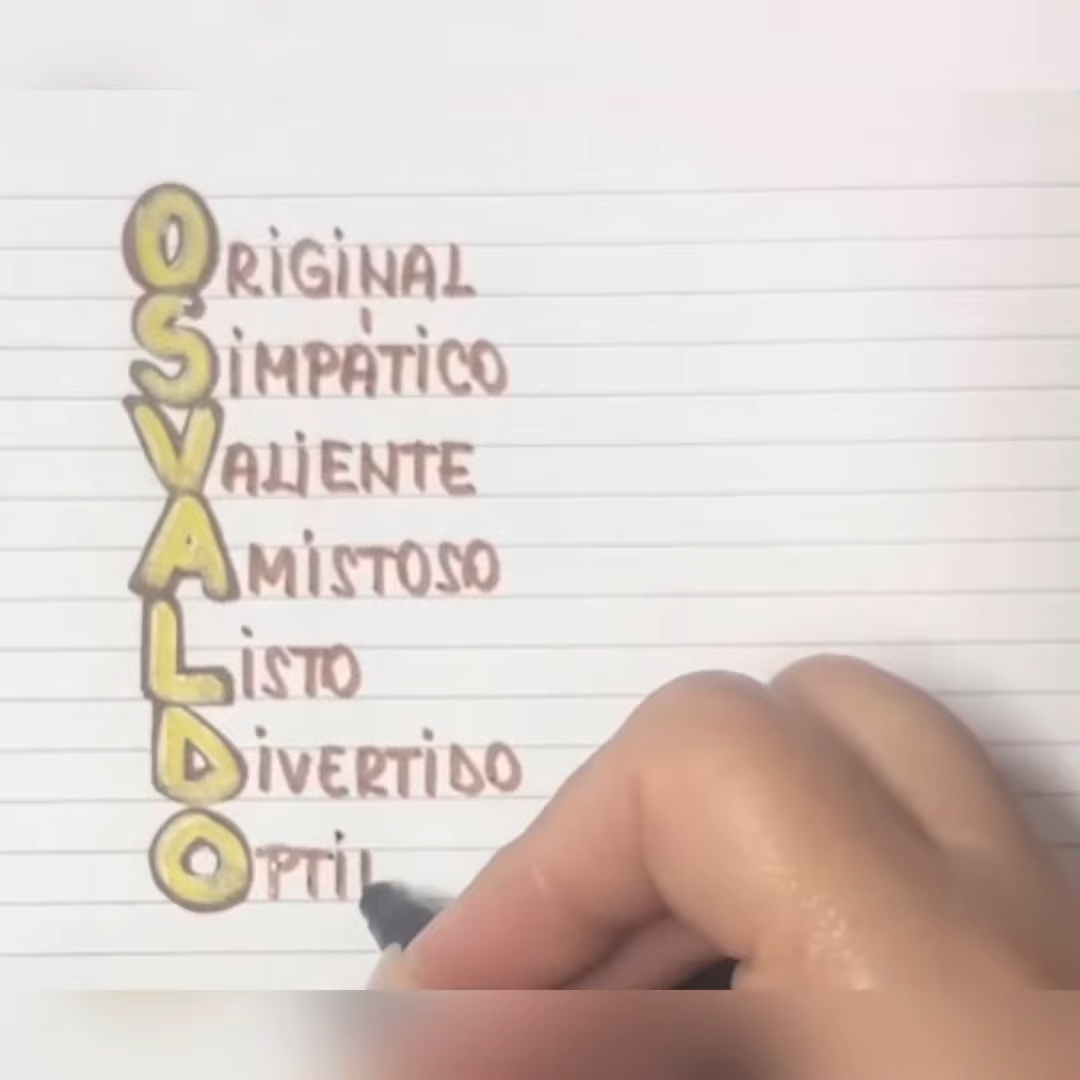 ORiGiNAL
SiMPÁTiCO
VALiENTE
AMiSTOSO
LiSTO
DiVERTiDO
OPTi